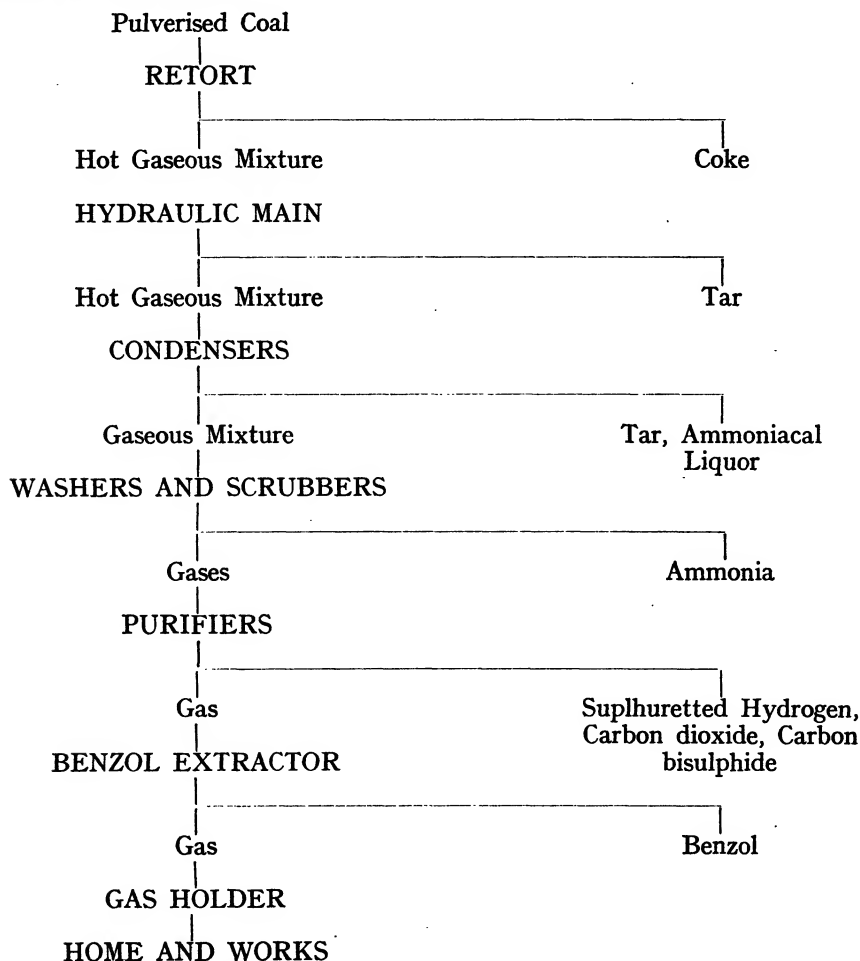 Pulverised Coal
RETORT
Hot Gaseous Mixture
Coke
HYDRAULIC MAIN
Hot Gaseous Mixture
Tar
CONDENSERS
Gaseous Mixture
Tar, Ammoniacal
Liquor
WASHERS AND SCRUBBERS
Gases
Ammonia
PURIFIERS
Gas
Suplhuretted Hydrogen,
Carbon dioxide, Carbon
bisulphide
BENZOL EXTRACTOR
Gas
Benzol
GAS HOLDER
HOME AND WORKS